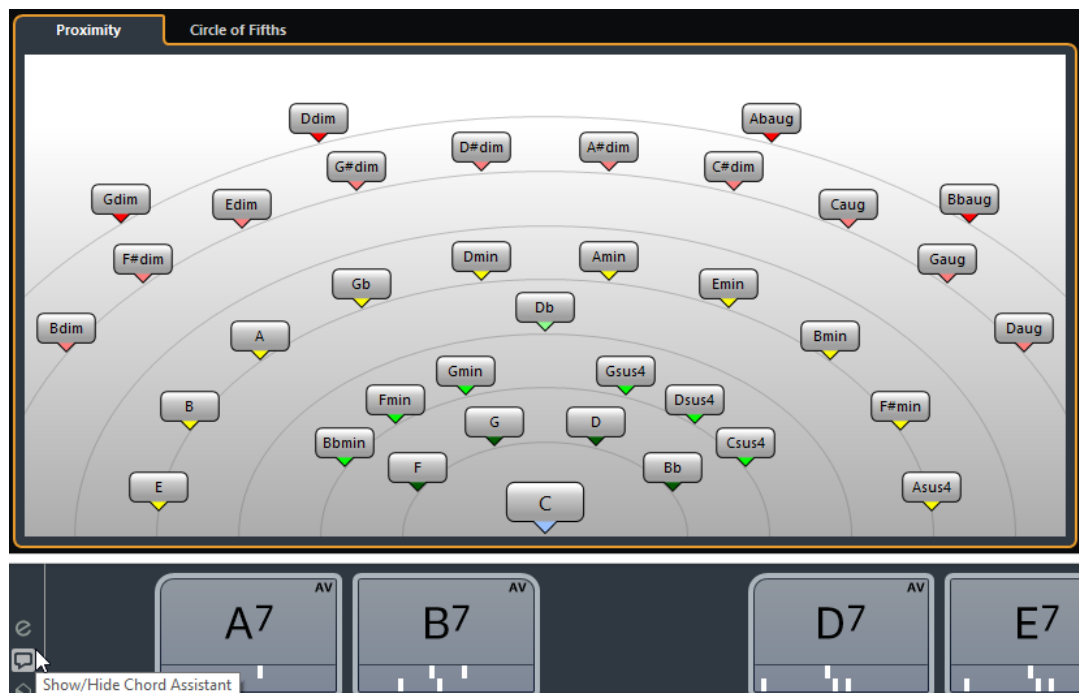 Proximity Circle of Fifths
Ddim Abaug
D#dim A#dim
G#dim C#dim
Gdim Bbaug
Edim Caug
F#dim Dmin Amin Gaug
Gb Emin
Db
Bdim Daug
A Bmin
Gmin Gsus4
Fmin Dsus4
B F#min
G D
Bbmin Csus4
F Bb
E Asus4
C
AV AV AV
A7 B7 D7 E7
Show/Hide Chord Assistant